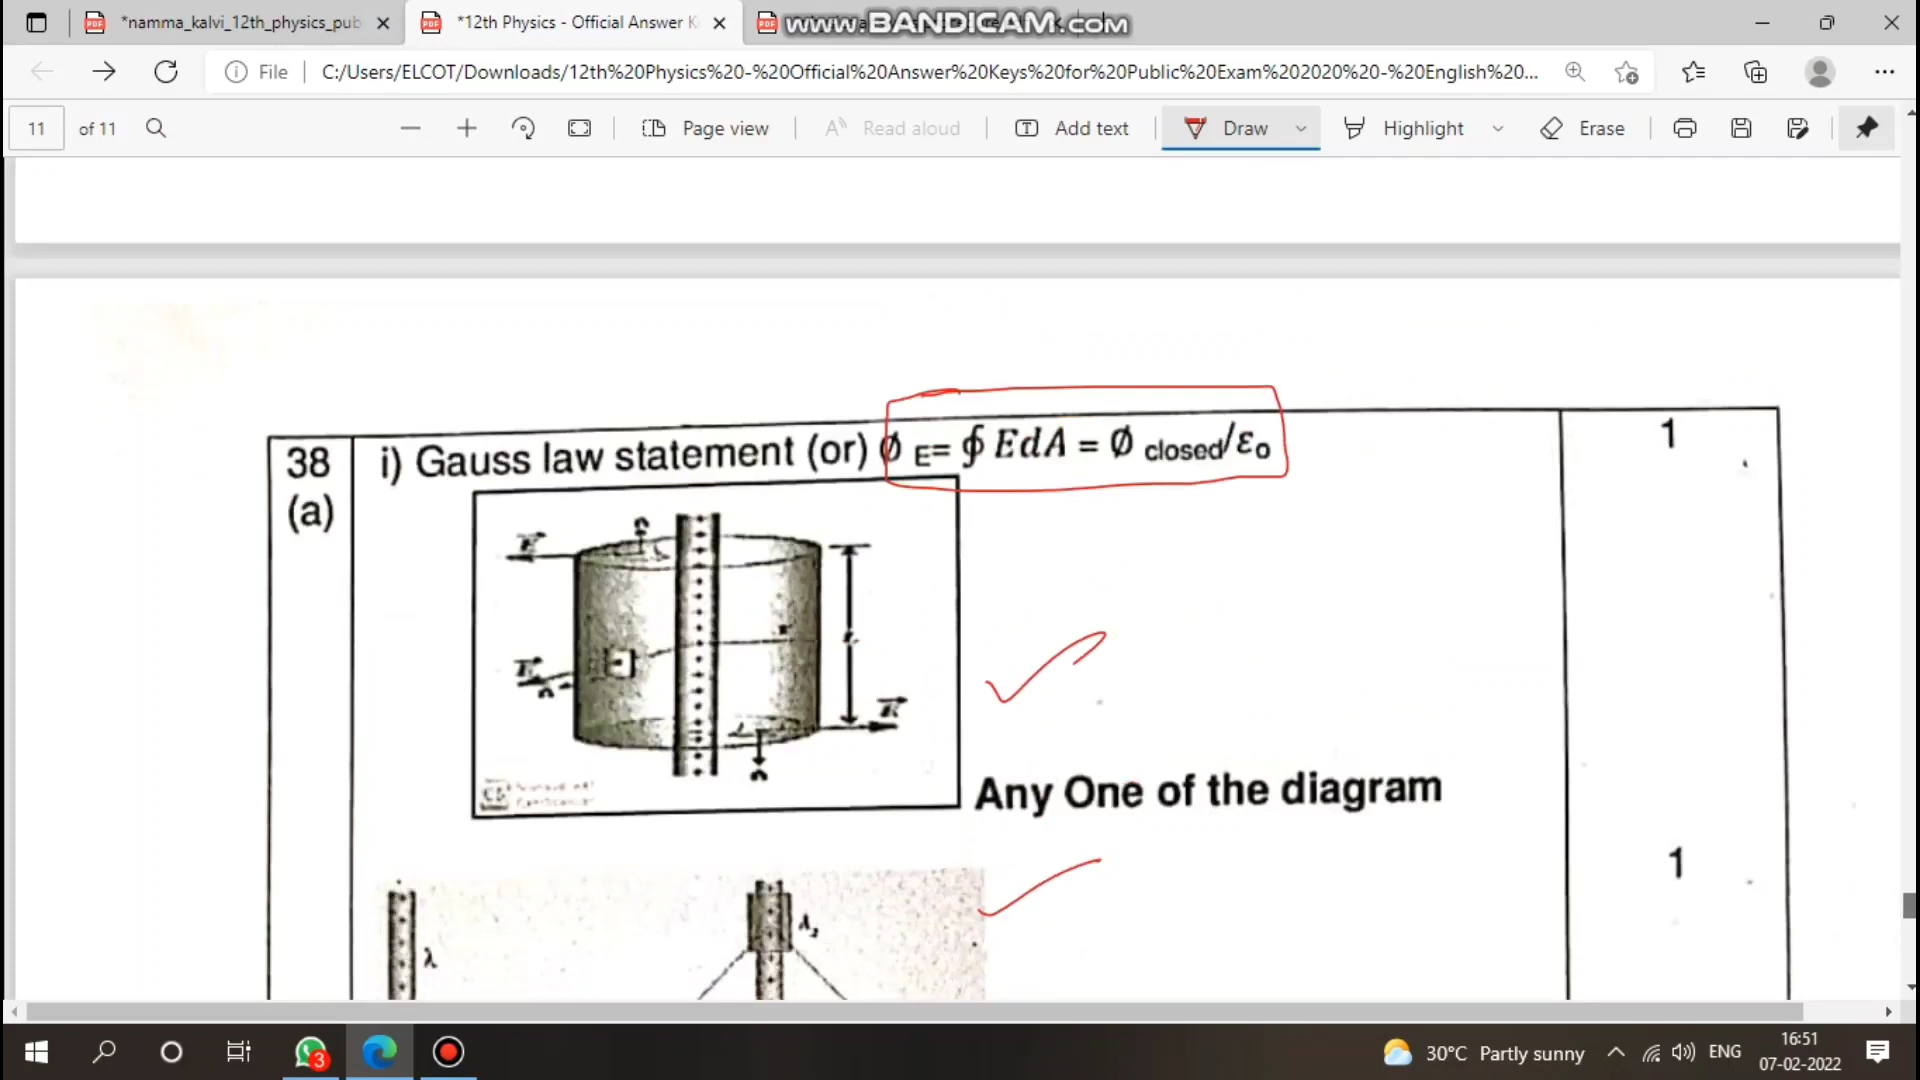 *namma_kalvi_12th_physics_pub
*12th Physics - Official Answer K
www.BANDICAM.com
File
C:/Users/ELCOT/Downloads/12th%20Physics%20-%20Official%20Answer%20Keys%20for%20Public%20Exam%202020%20-%20English%20...
11 of 11
Page view
Read aloud
Add text
Draw
Highlight
Erase
38 i) Gauss law statement (or) Ø E= ∮ EdA = Ø closed/εo 1
(a)
Any One of the diagram
1
λ
3
30°C Partly sunny
ENG
16:51
07-02-2022